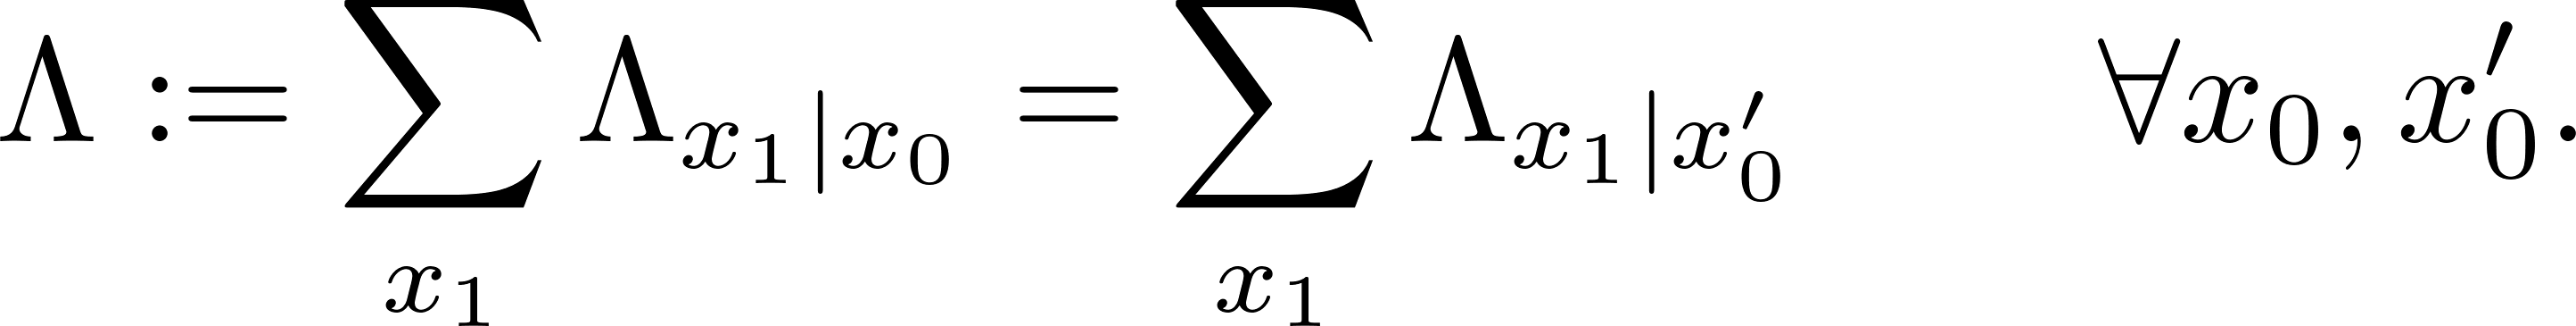 Λ := ∑_{x_1} Λ_{x_1|x_0} = ∑_{x_1} Λ_{x_1|x_0'} ∀x_0, x_0'.